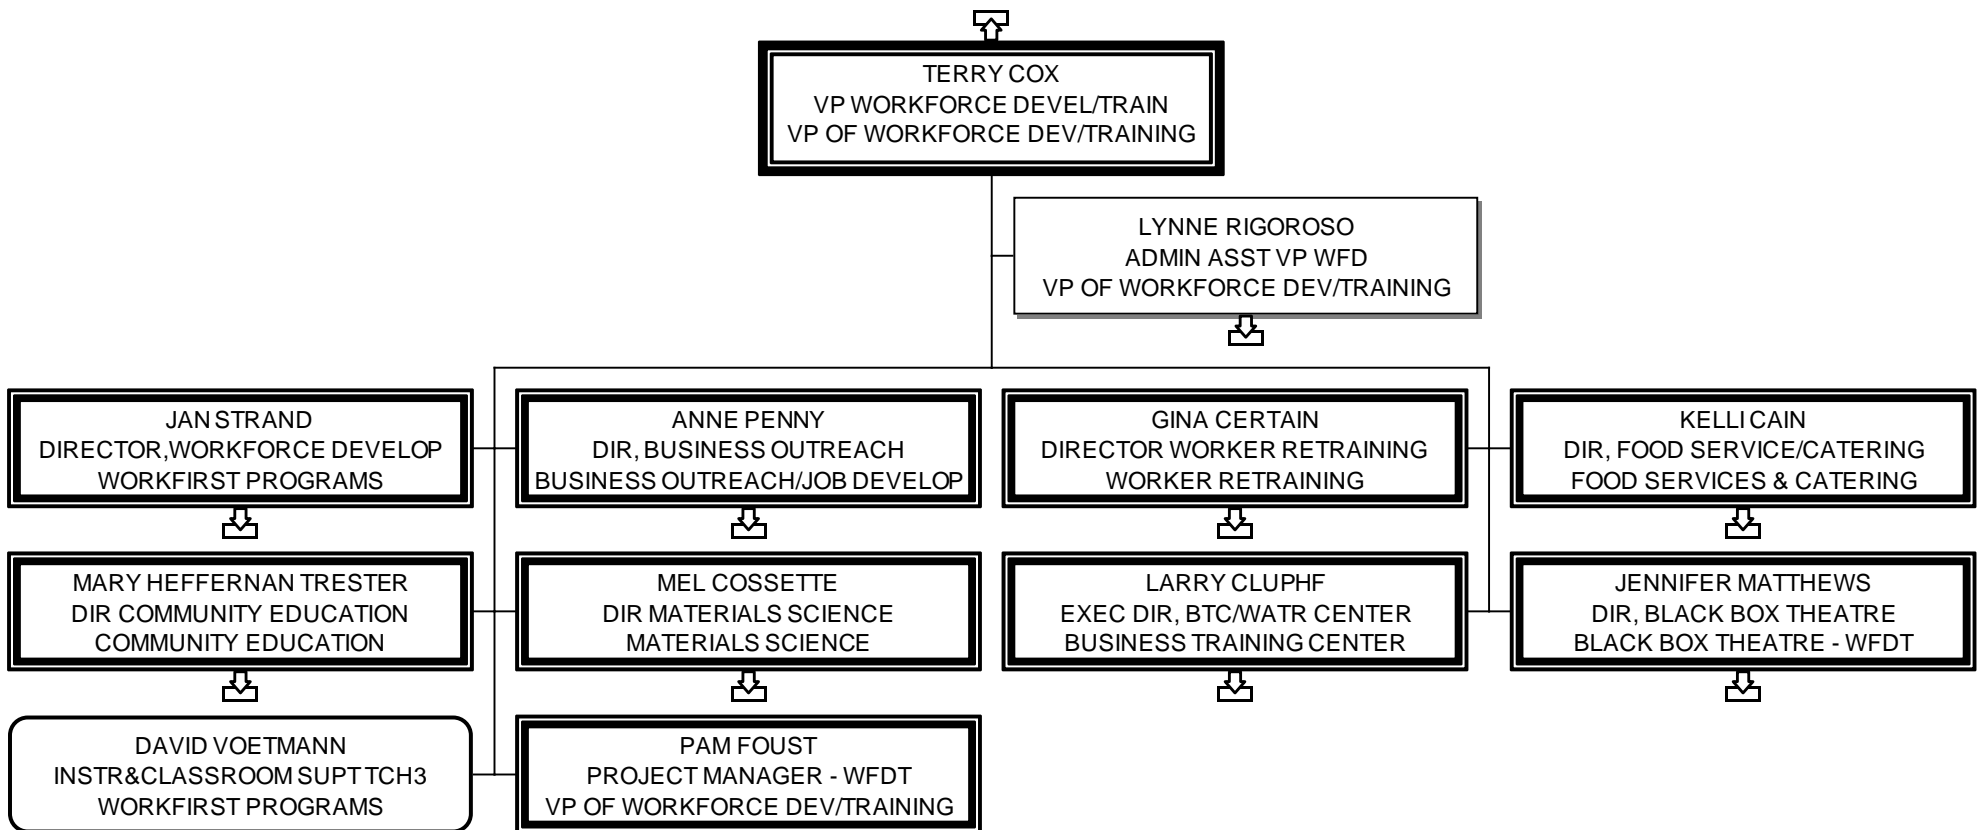 TERRY COX
VP WORKFORCE DEVEL/TRAIN
VP OF WORKFORCE DEV/TRAINING
LYNNE RIGOROSO
ADMIN ASST VP WFD
VP OF WORKFORCE DEV/TRAINING
JAN STRAND
DIRECTOR,WORKFORCE DEVELOP
WORKFIRST PROGRAMS
ANNE PENNY
DIR, BUSINESS OUTREACH
BUSINESS OUTREACH/JOB DEVELOP
GINA CERTAIN
DIRECTOR WORKER RETRAINING
WORKER RETRAINING
KELLI CAIN
DIR, FOOD SERVICE/CATERING
FOOD SERVICES & CATERING
MARY HEFFERNAN TRESTER
DIR COMMUNITY EDUCATION
COMMUNITY EDUCATION
MEL COSSETTE
DIR MATERIALS SCIENCE
MATERIALS SCIENCE
LARRY CLUPHF
EXEC DIR, BTC/WATR CENTER
BUSINESS TRAINING CENTER
JENNIFER MATTHEWS
DIR, BLACK BOX THEATRE
BLACK BOX THEATRE - WFDT
DAVID VOETMANN
INSTR&CLASSROOM SUPT TCH3
WORKFIRST PROGRAMS
PAM FOUST
PROJECT MANAGER - WFDT
VP OF WORKFORCE DEV/TRAINING